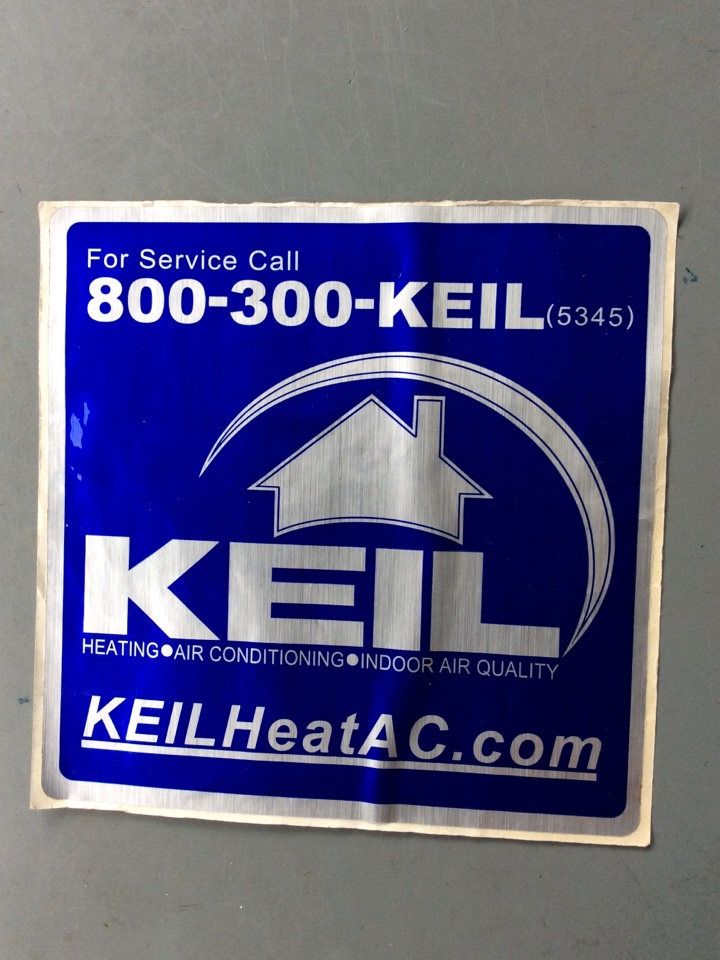 For Service Call
800-300-KEIL(5345)
KEIL
HEATING●AIR CONDITIONING●INDOOR AIR QUALITY
KEILHeatAC.com